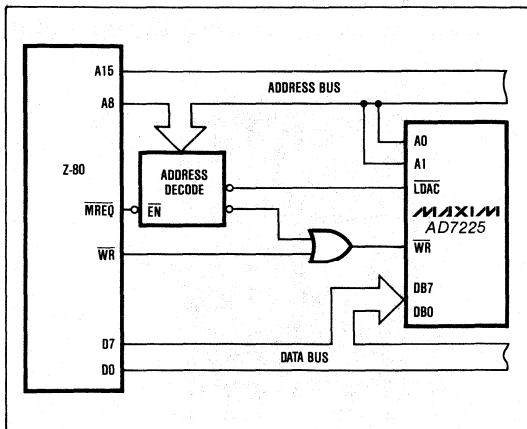 A15
ADDRESS BUS
A8
A0
Z-80
A1
ADDRESS
DECODE
LDAC
MREQ
EN
MAXIM
AD7225
WR
WR
DB7
DB0
D7
DATA BUS
D0